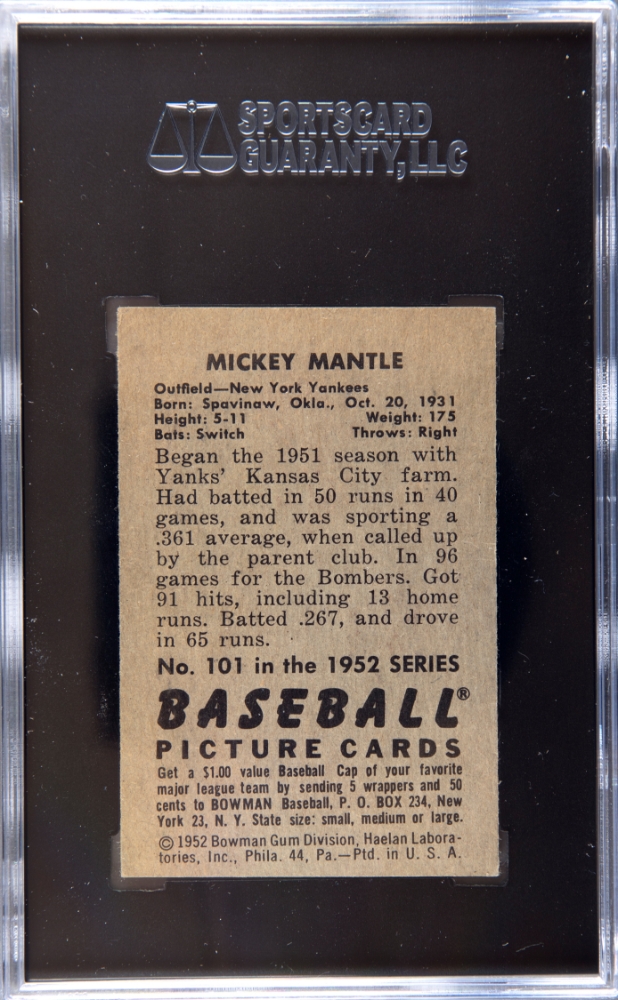 SPORTSCARD
GUARANTY, LLC
MICKEY MANTLE
Outfield—New York Yankees
Born: Spavinaw, Okla., Oct. 20, 1931
Height: 5-11 Weight: 175
Bats: Switch Throws: Right
Began the 1951 season with
Yanks' Kansas City farm.
Had batted in 50 runs in 40
games, and was sporting a
.361 average, when called up
by the parent club. In 96
games for the Bombers. Got
91 hits, including 13 home
runs. Batted .267, and drove
in 65 runs.
No. 101 in the 1952 SERIES
BASEBALL®
PICTURE CARDS
Get a $1.00 value Baseball Cap of your favorite
major league team by sending 5 wrappers and 50
cents to BOWMAN Baseball, P. O. BOX 234, New
York 23, N. Y. State size: small, medium or large.
© 1952 Bowman Gum Division, Haelan Labora-
tories, Inc., Phila. 44, Pa.—Ptd. in U. S. A.